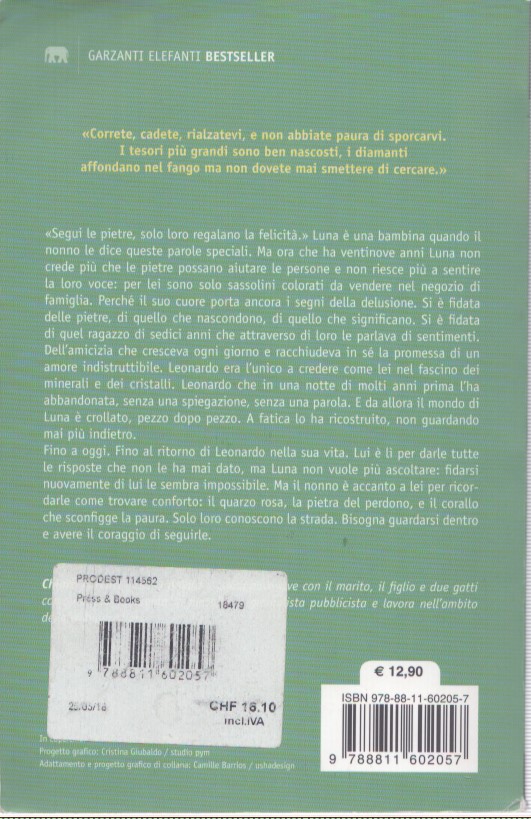 GARZANTI ELEFANTI BESTSELLER
«Correte, cadete, rialzatevi, e non abbiate paura di sporcarvi.
I tesori più grandi sono ben nascosti, i diamanti
affondano nel fango ma non dovete mai smettere di cercare.»
«Segui le pietre, solo loro regalano la felicità.» Luna è una bambina quando il
nonno le dice queste parole speciali. Ma ora che ha ventinove anni Luna non
crede più che le pietre possano aiutare le persone e non riesce più a sentire
la loro voce: per lei sono solo sassolini colorati da vendere nel negozio di
famiglia. Perché il suo cuore porta ancora i segni della delusione. Si è fidata
delle pietre, di quello che nascondono, di quello che significano. Si è fidata
di quel ragazzo di sedici anni che attraverso di loro le parlava di sentimenti.
Dell'amicizia che cresceva ogni giorno e racchiudeva in sé la promessa di un
amore indistruttibile. Leonardo era l'unico a credere come lei nel fascino dei
minerali e dei cristalli. Leonardo che in una notte di molti anni prima l'ha
abbandonata, senza una spiegazione, senza una parola. E da allora il mondo di
Luna è crollato, pezzo dopo pezzo. A fatica lo ha ricostruito, non guardando
mai più indietro.
Fino a oggi. Fino al ritorno di Leonardo nella sua vita. Lui è lì per darle tutte
le risposte che non le ha mai dato, ma Luna non vuole più ascoltare: fidarsi
nuovamente di lui le sembra impossibile. Ma il nonno è accanto a lei per ricor-
darle come trovare conforto: il quarzo rosa, la pietra del perdono, e il corallo
che sconfigge la paura. Solo loro conoscono la strada. Bisogna guardarsi dentro
e avere il coraggio di seguirle.
con il marito, il figlio e due gatti
pubblicista e lavora nell'ambito
PRODEST 114562
Press & Books 18479
9 788811 602057
25/05/18 CHF 18.10
incl.IVA
€ 12,90
ISBN 978-88-11-60205-7
9 788811 602057
Progetto grafico: Cristina Giubaldo / studio pym
Adattamento e progetto grafico di collana: Camille Barrios / ushadesign